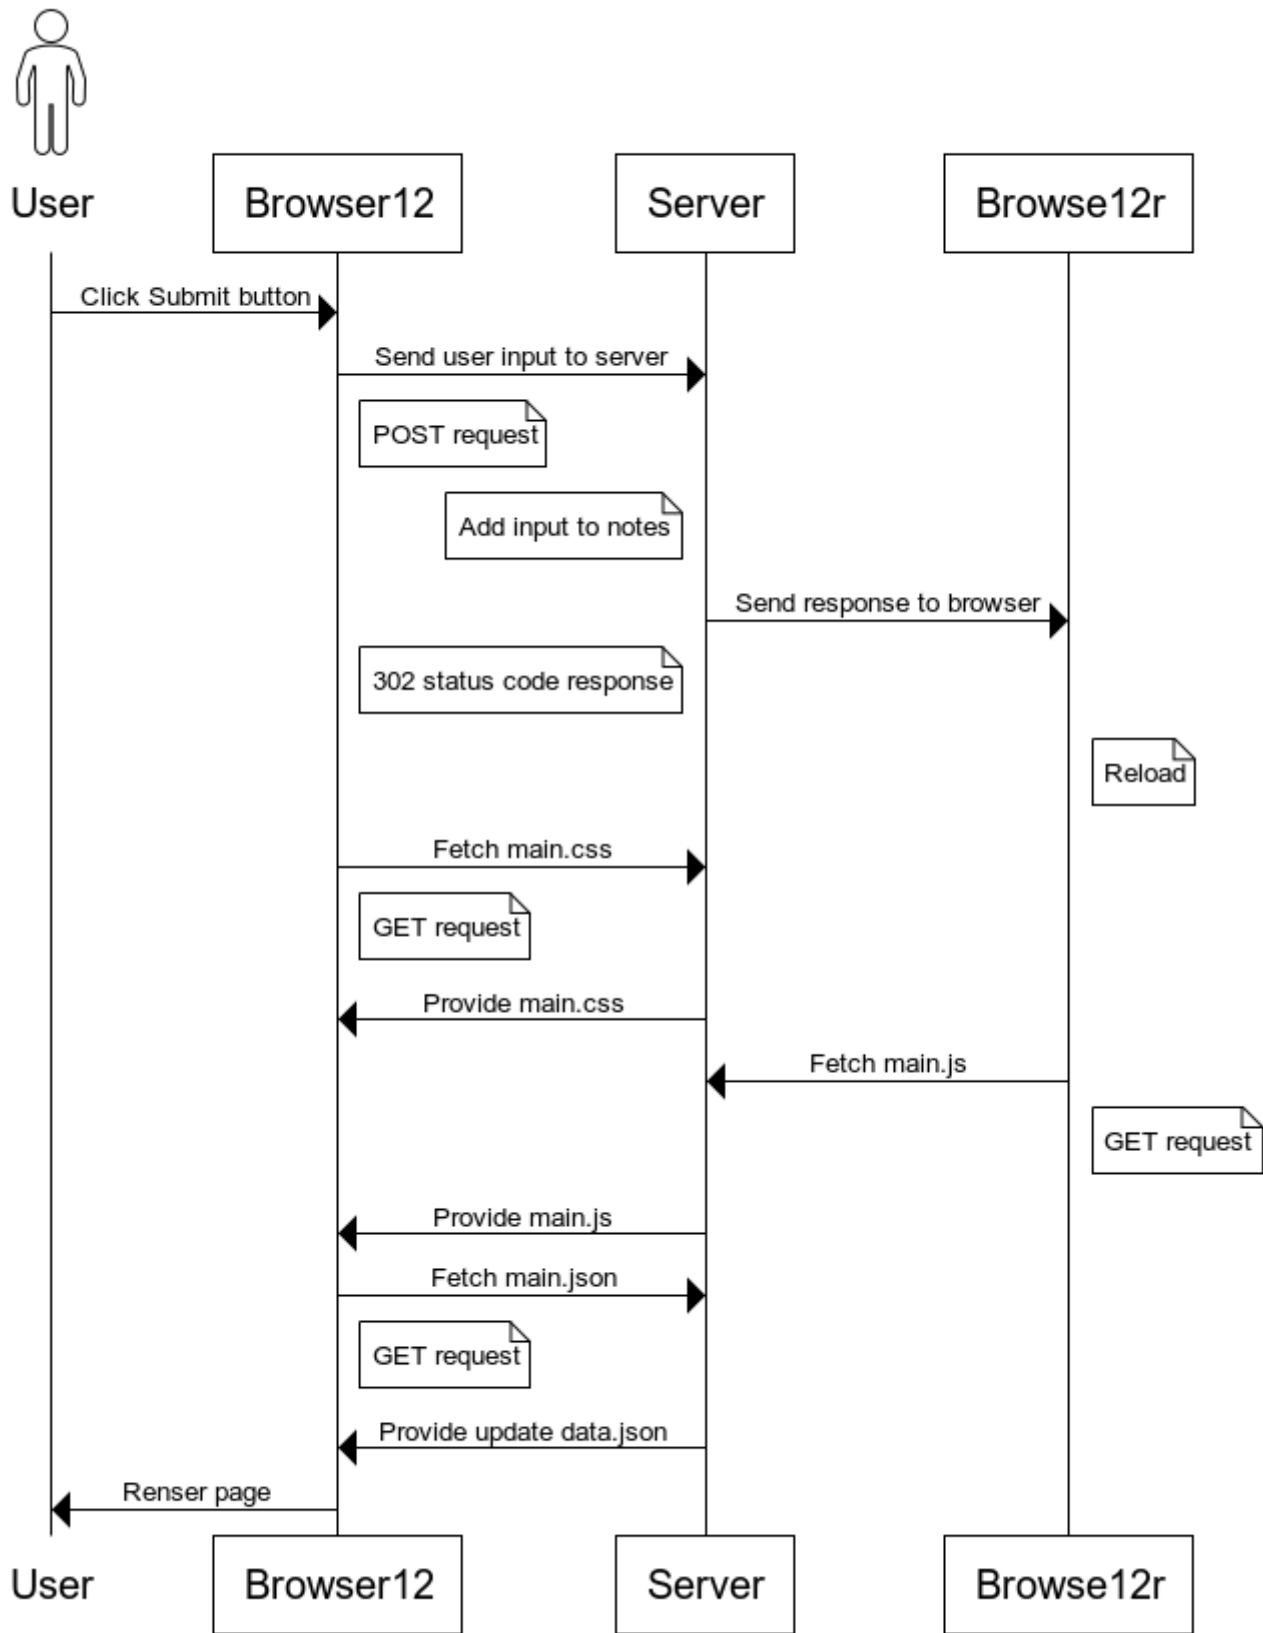 User
Browser12
Server
Browse12r
Click Submit button
Send user input to server
POST request
Add input to notes
Send response to browser
302 status code response
Reload
Fetch main.css
GET request
Provide main.css
Fetch main.js
GET request
Provide main.js
Fetch main.json
GET request
Provide update data.json
Renser page
User
Browser12
Server
Browse12r